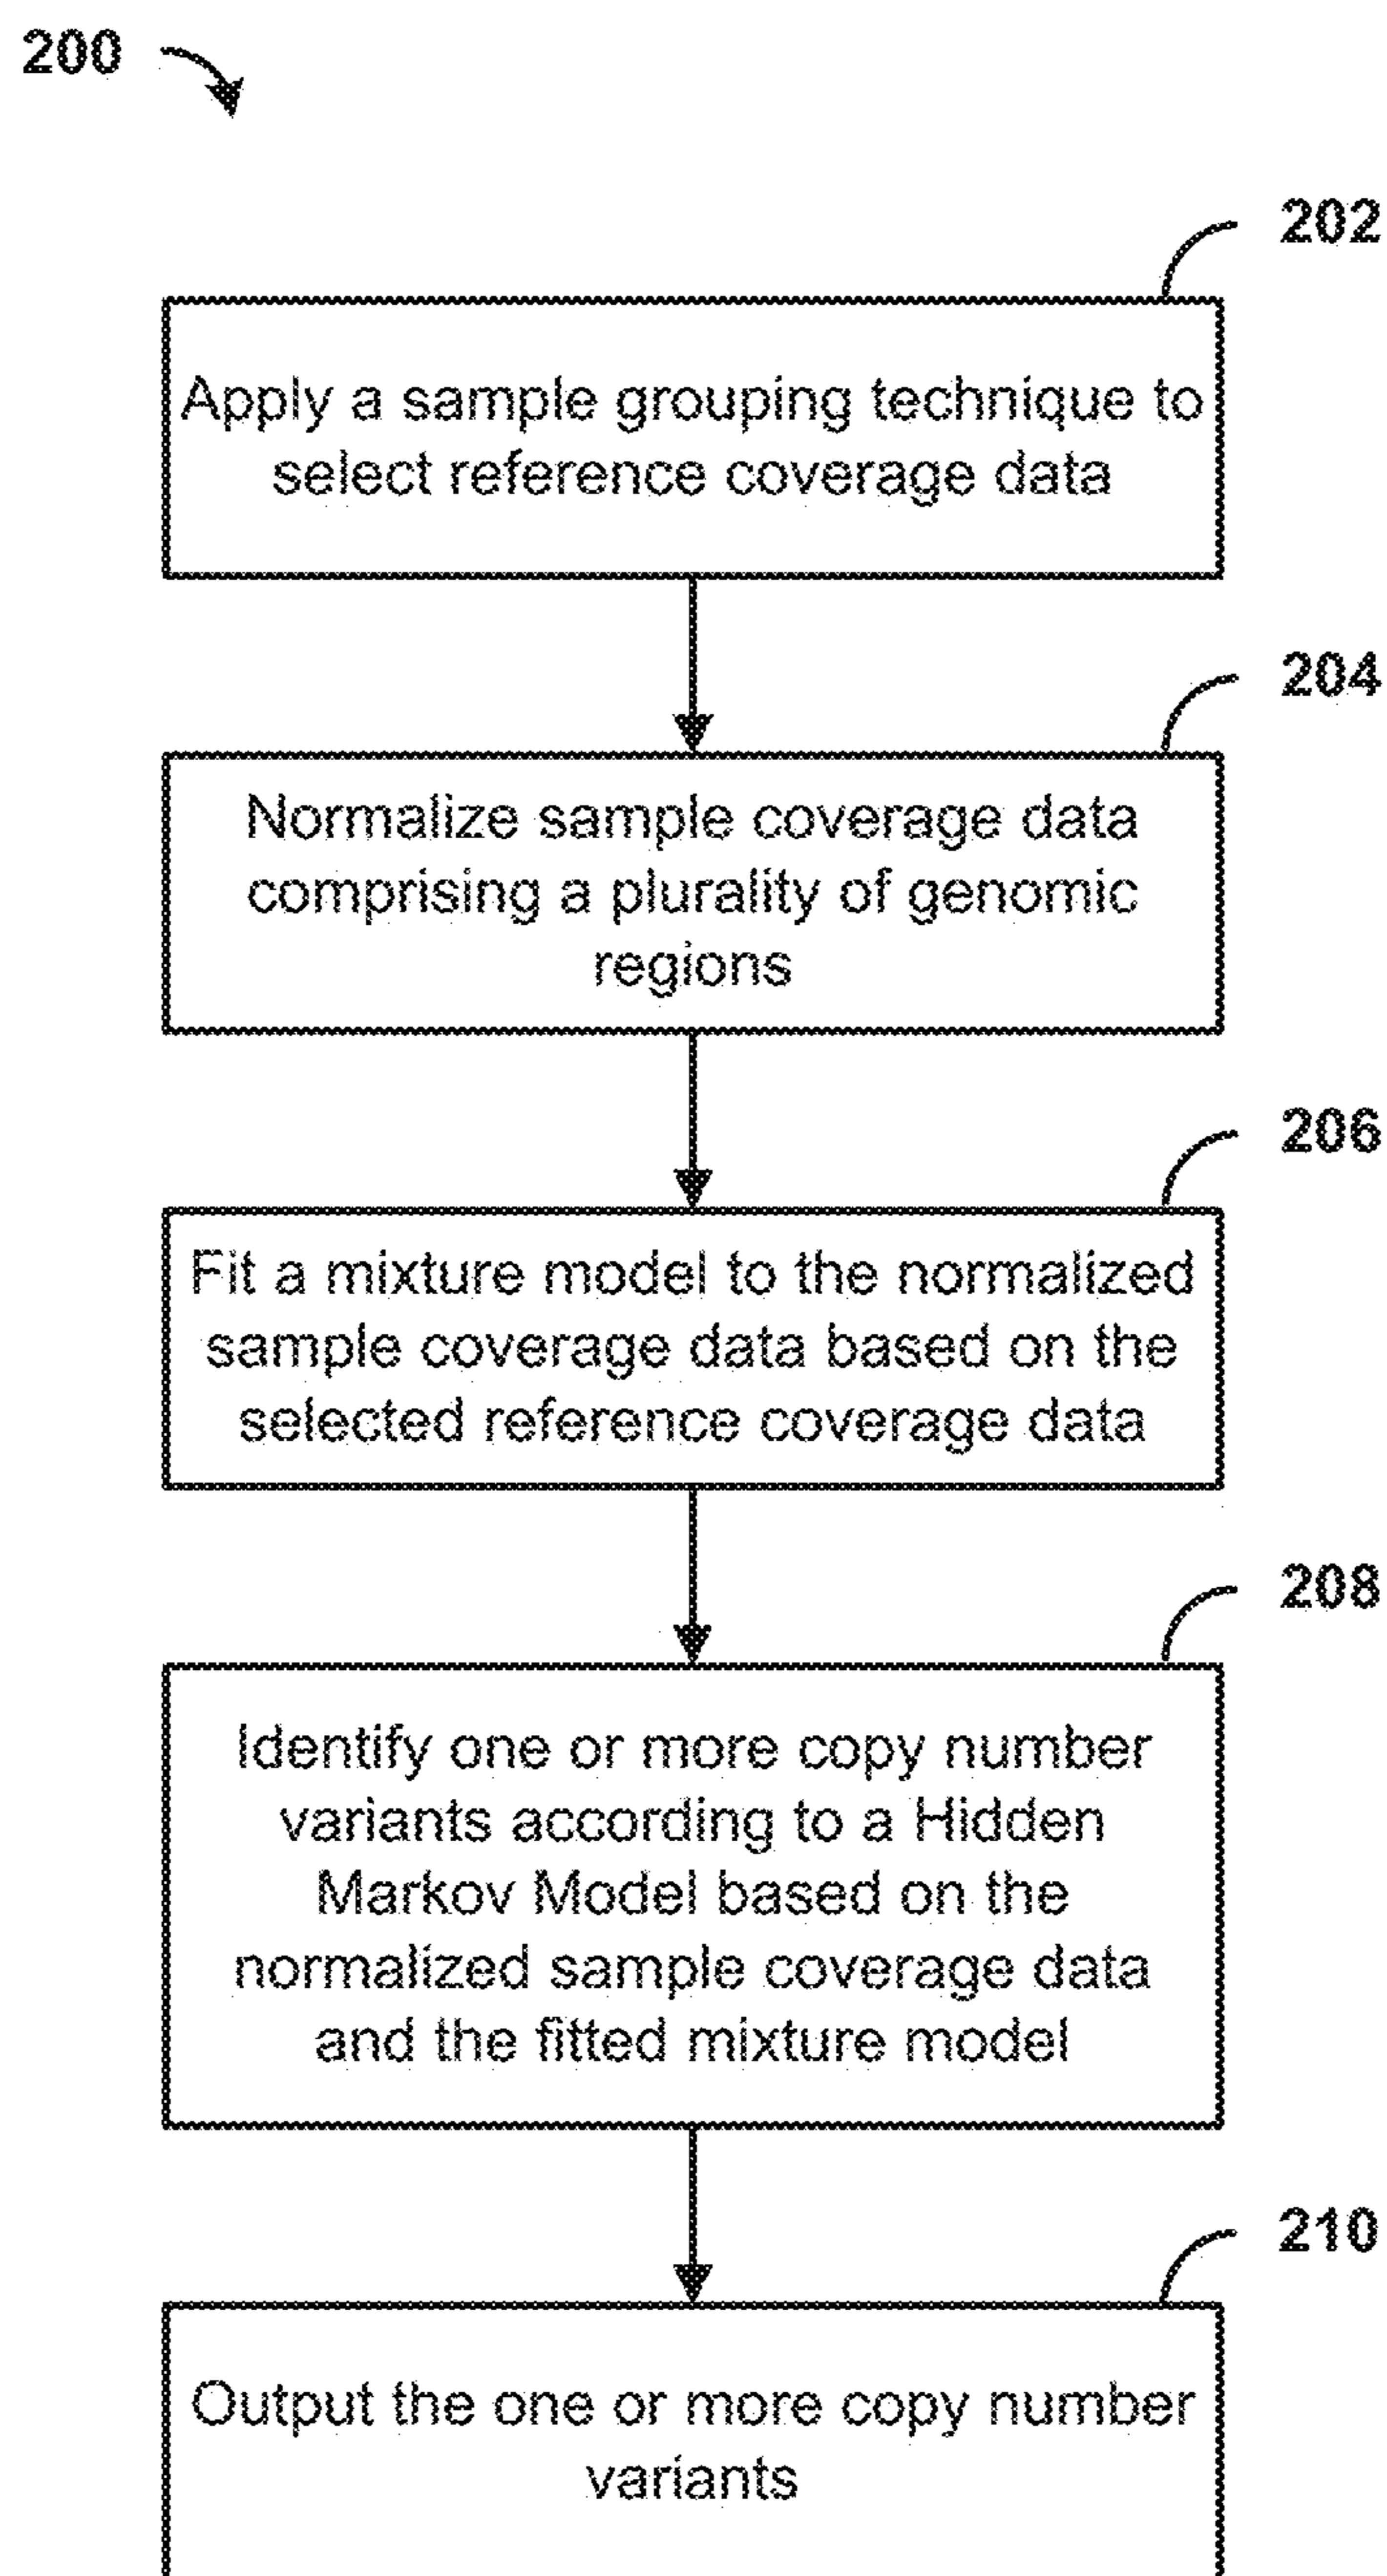 200
202
Apply a sample grouping technique to
select reference coverage data
204
Normalize sample coverage data
comprising a plurality of genomic
regions
206
Fit a mixture model to the normalized
sample coverage data based on the
selected reference coverage data
208
Identify one or more copy number
variants according to a Hidden
Markov Model based on the
normalized sample coverage data
and the fitted mixture model
210
Output the one or more copy number
variants